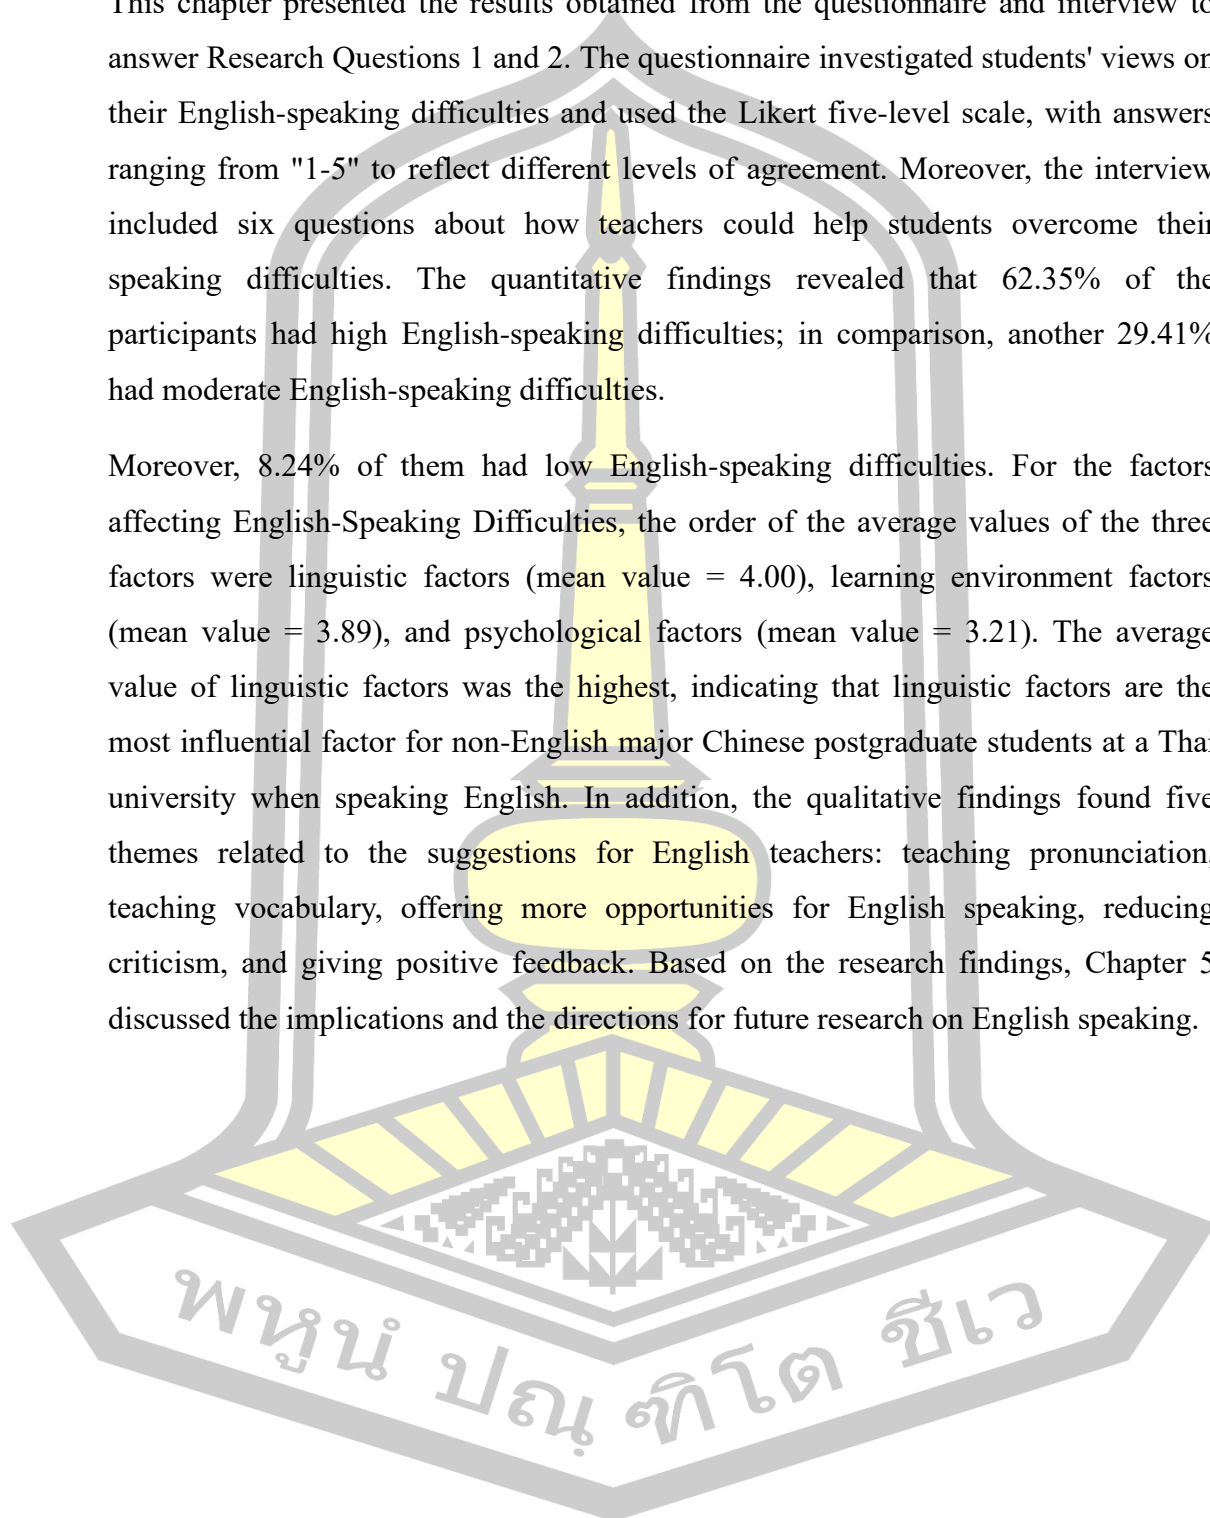 This chapter presented the results obtained from the questionnaire and interview to
answer Research Questions 1 and 2. The questionnaire investigated students' views on
their English-speaking difficulties and used the Likert five-level scale, with answers
ranging from "1-5" to reflect different levels of agreement. Moreover, the interview
included six questions about how teachers could help students overcome their
speaking difficulties. The quantitative findings revealed that 62.35% of the
participants had high English-speaking difficulties; in comparison, another 29.41%
had moderate English-speaking difficulties.
Moreover, 8.24% of them had low English-speaking difficulties. For the factors
affecting English-Speaking Difficulties, the order of the average values of the three
factors were linguistic factors (mean value = 4.00), learning environment factors
(mean value = 3.89), and psychological factors (mean value = 3.21). The average
value of linguistic factors was the highest, indicating that linguistic factors are the
most influential factor for non-English major Chinese postgraduate students at a Thai
university when speaking English. In addition, the qualitative findings found five
themes related to the suggestions for English teachers: teaching pronunciation,
teaching vocabulary, offering more opportunities for English speaking, reducing
criticism, and giving positive feedback. Based on the research findings, Chapter 5
discussed the implications and the directions for future research on English speaking.
พหูนํ ปณฺฑิโต ชีเว